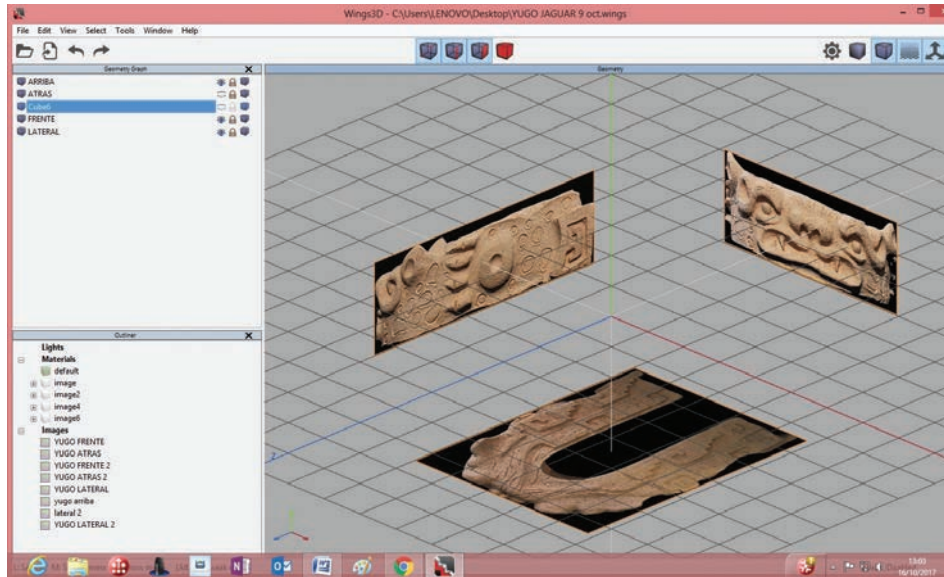 Wings3D - C:\Users\LENOVO\Desktop\YUGO JAGUAR 9 oct.wings
File Edit View Select Tools Window Help
Geometry Graph
Geometry
ARRIBA
ATRAS
Cube6
FRENTE
LATERAL
Outliner
Lights
Materials
default
image
image2
image4
image6
Images
YUGO FRENTE
YUGO ATRAS
YUGO FRENTE 2
YUGO ATRAS 2
YUGO LATERAL
yugo arriba
lateral 2
YUGO LATERAL 2
Z
13:03
16/10/2017